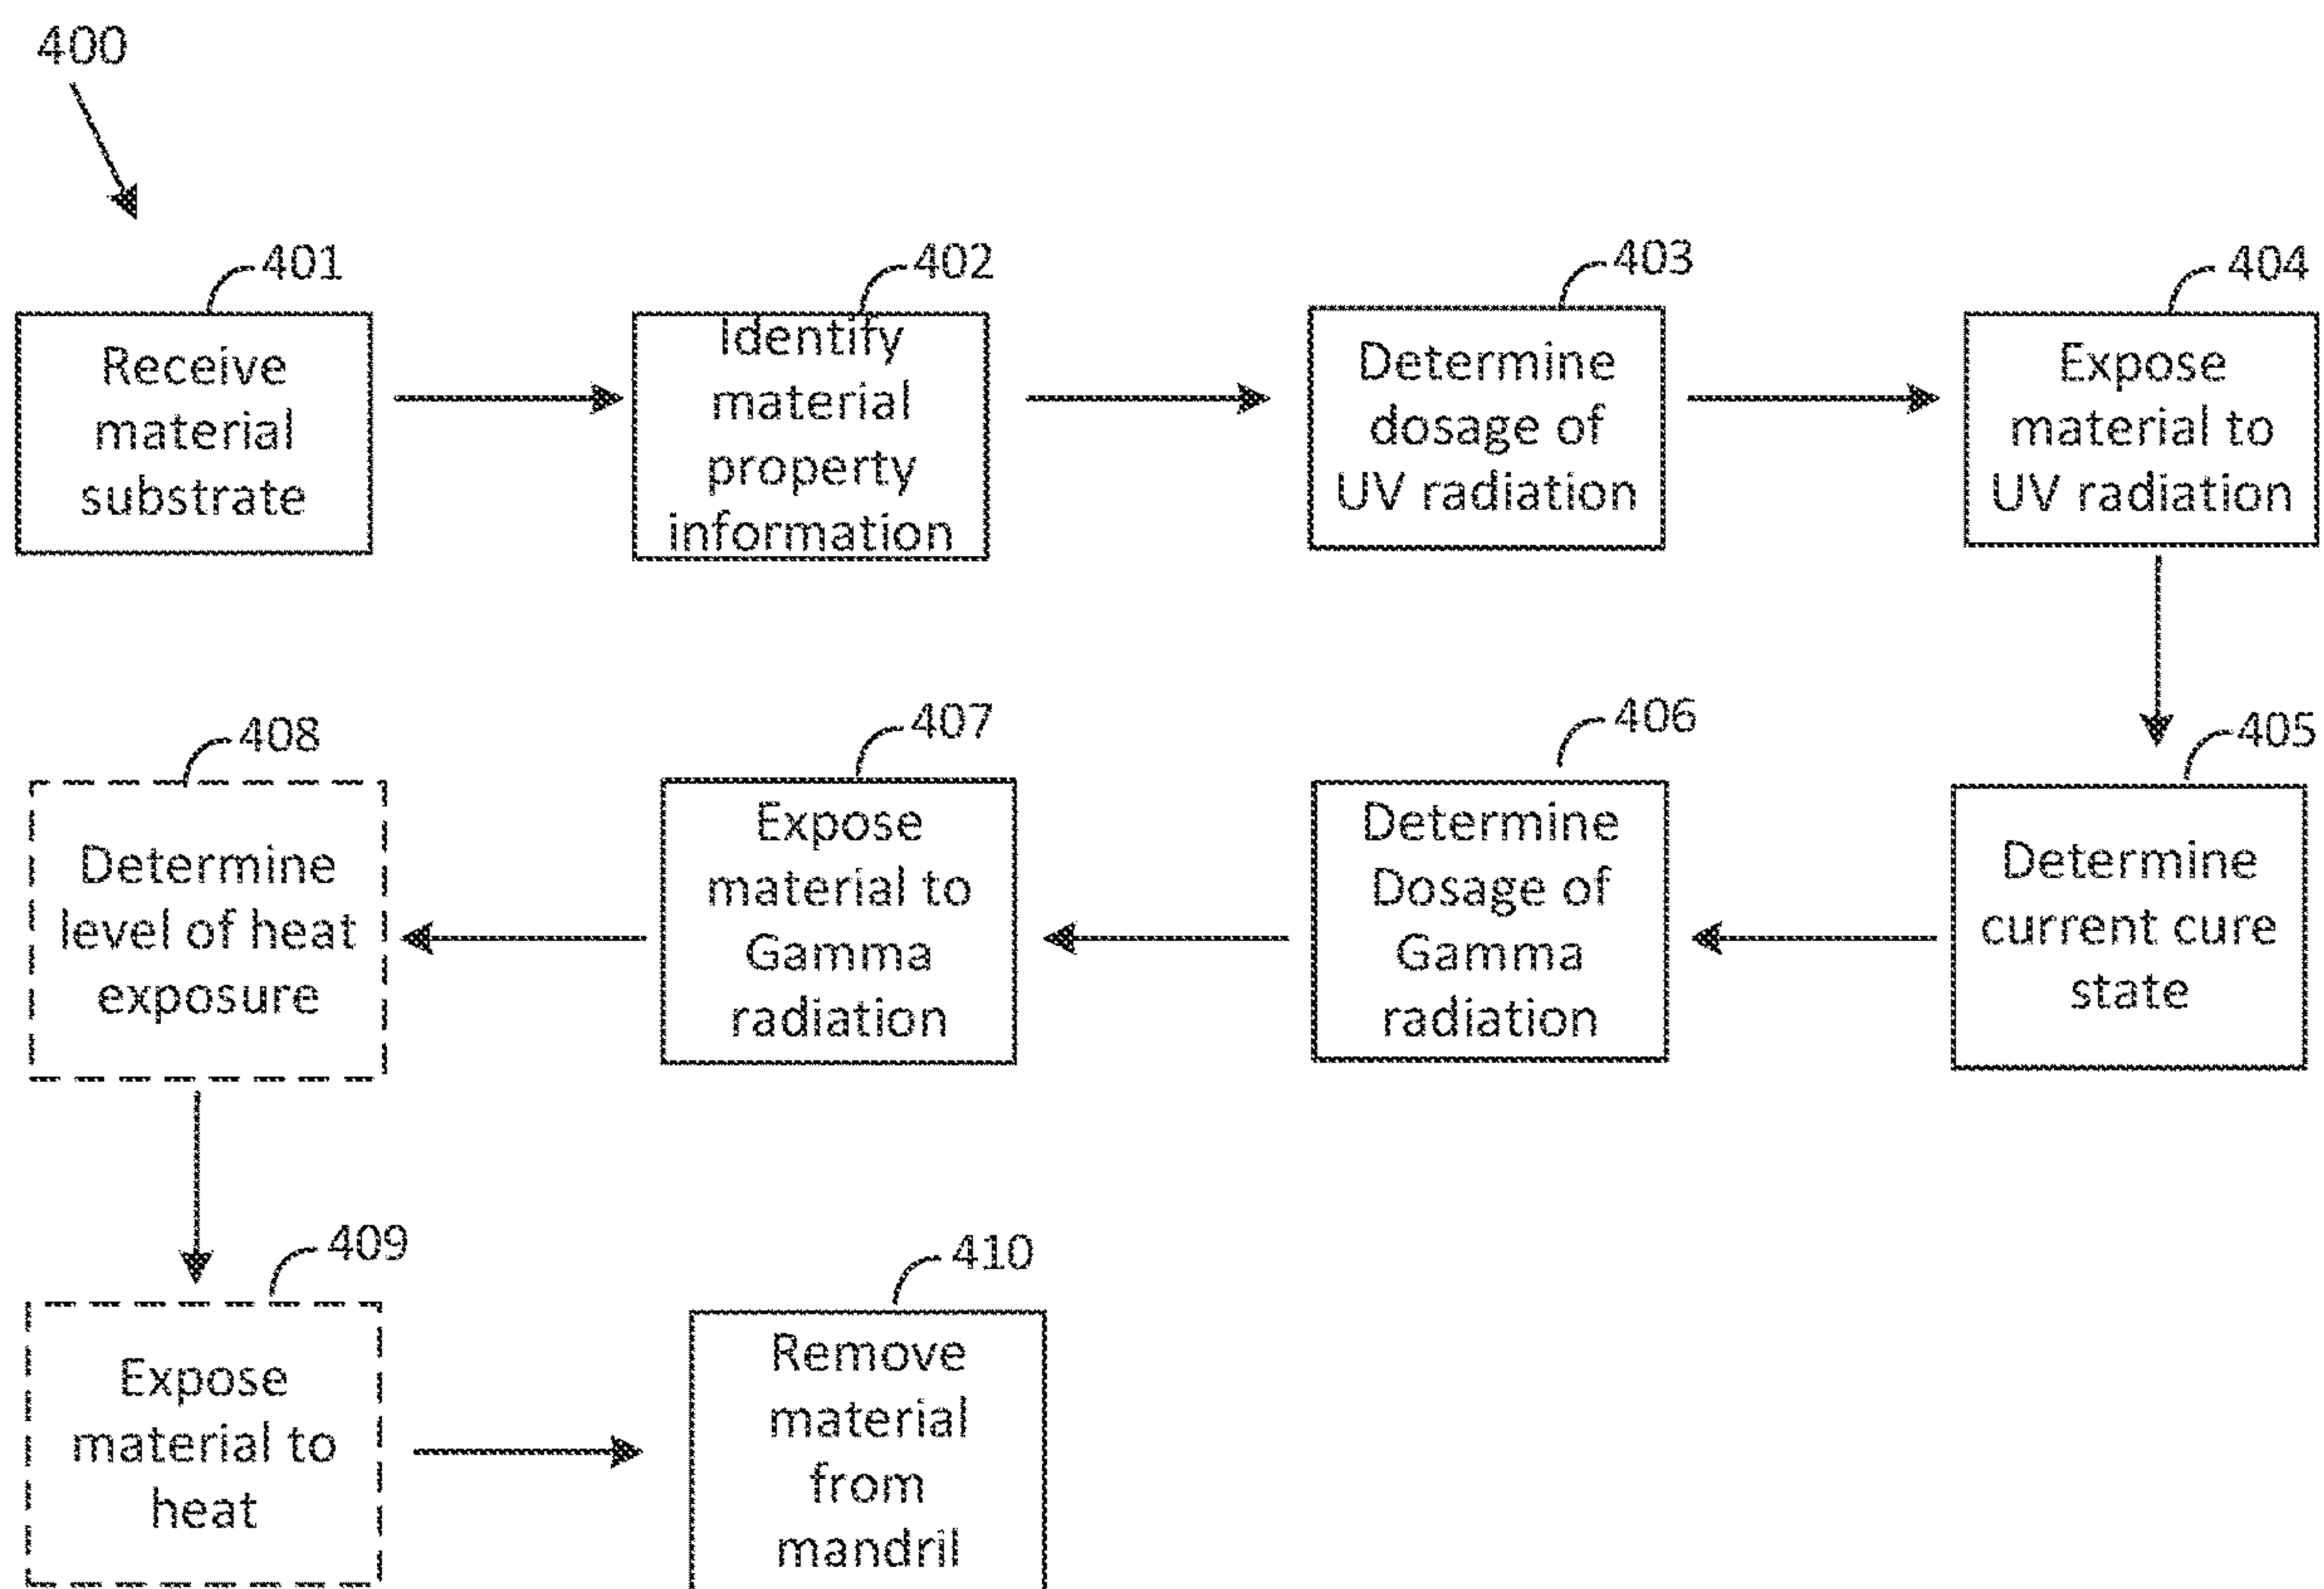 400
401
Receive
material
substrate
402
Identify
material
property
information
403
Determine
dosage of
UV radiation
404
Expose
material to
UV radiation
405
Determine
current cure
state
406
Determine
Dosage of
Gamma
radiation
407
Expose
material to
Gamma
radiation
408
Determine
level of heat
exposure
409
Expose
material to
heat
410
Remove
material
from
mandril